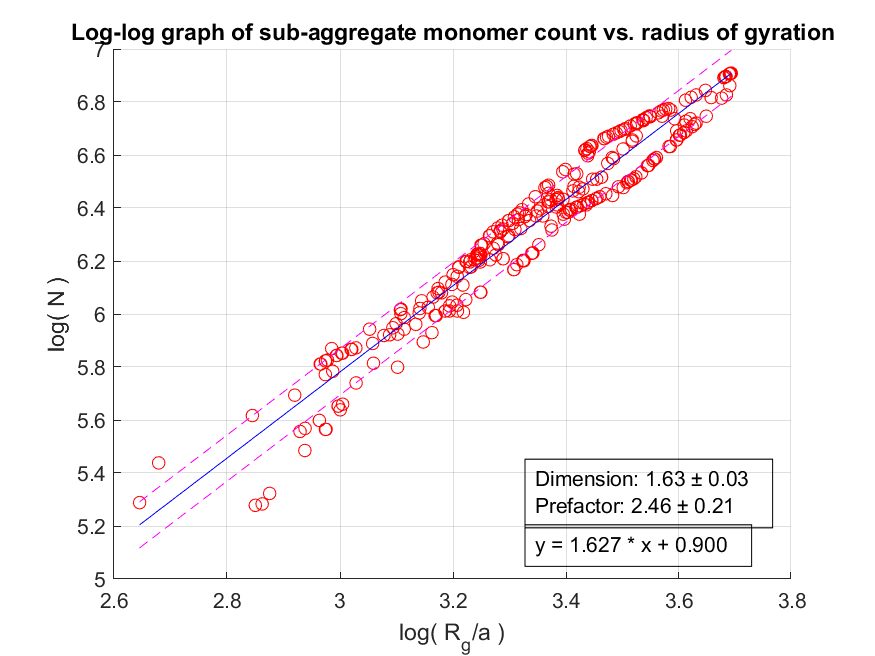 Log-log graph of sub-aggregate monomer count vs. radius of gyration
7
6.8
6.6
6.4
6.2
6
5.8
5.6
5.4
5.2
5
log( N )
Dimension: 1.63 ± 0.03
Prefactor: 2.46 ± 0.21
y = 1.627 * x + 0.900
2.6 2.8 3 3.2 3.4 3.6 3.8
log( R_g/a )